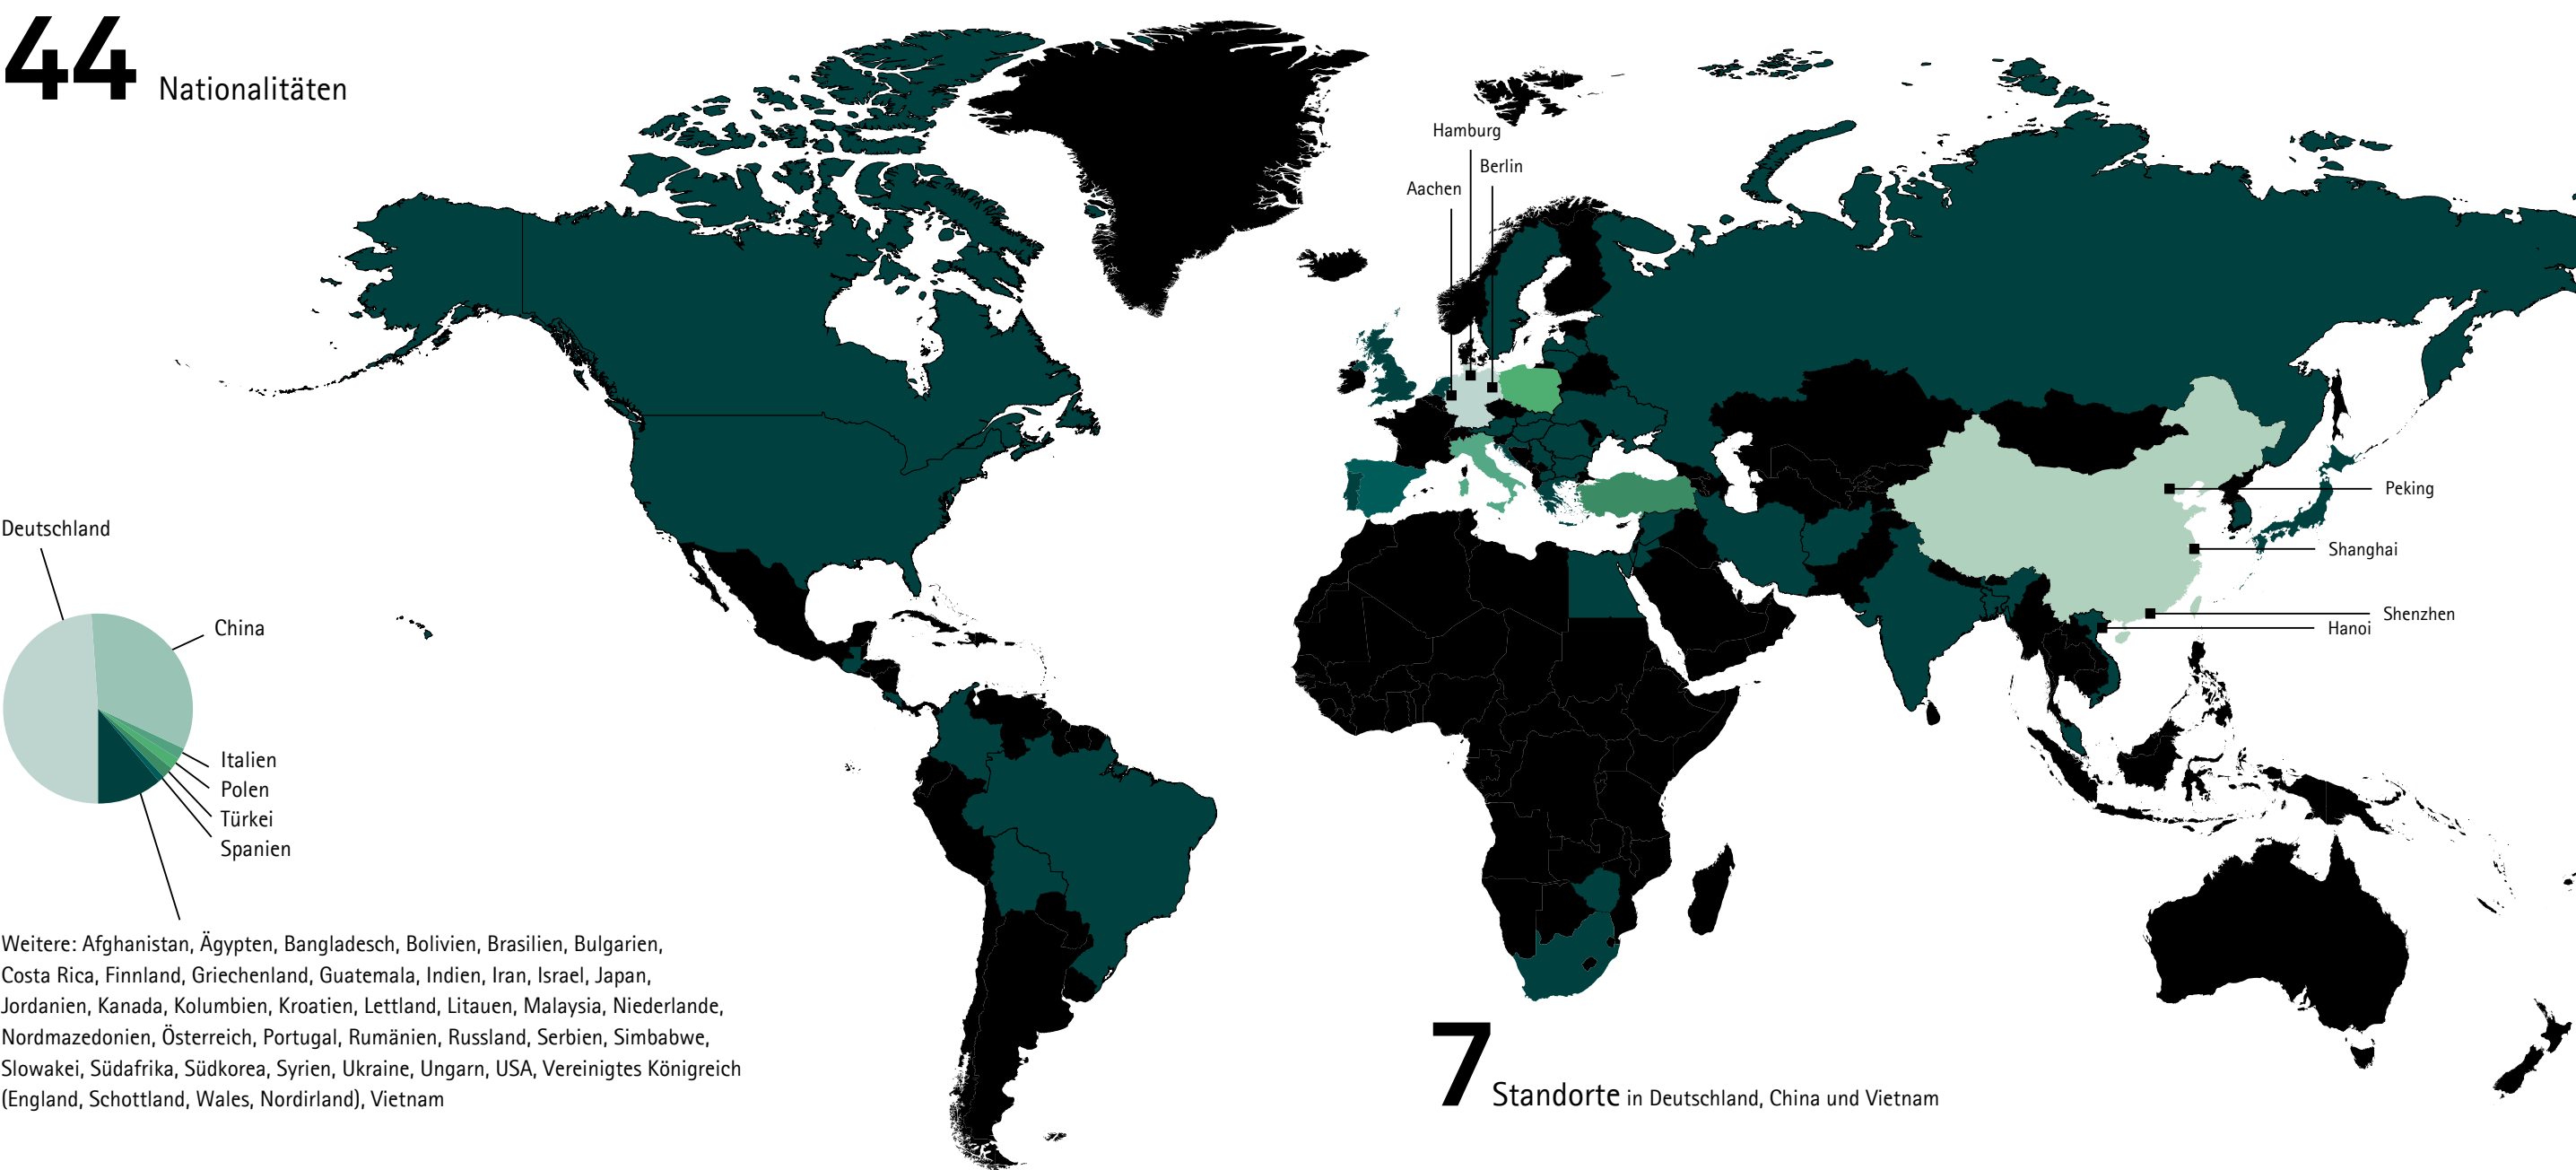 44 Nationalitäten
Hamburg
Berlin
Aachen
Peking
Shanghai
Shenzhen
Hanoi
Deutschland
China
Italien
Polen
Türkei
Spanien
Weitere: Afghanistan, Ägypten, Bangladesch, Bolivien, Brasilien, Bulgarien,
Costa Rica, Finnland, Griechenland, Guatemala, Indien, Iran, Israel, Japan,
Jordanien, Kanada, Kolumbien, Kroatien, Lettland, Litauen, Malaysia, Niederlande,
Nordmazedonien, Österreich, Portugal, Rumänien, Russland, Serbien, Simbabwe,
Slowakei, Südafrika, Südkorea, Syrien, Ukraine, Ungarn, USA, Vereinigtes Königreich
(England, Schottland, Wales, Nordirland), Vietnam
7 Standorte in Deutschland, China und Vietnam